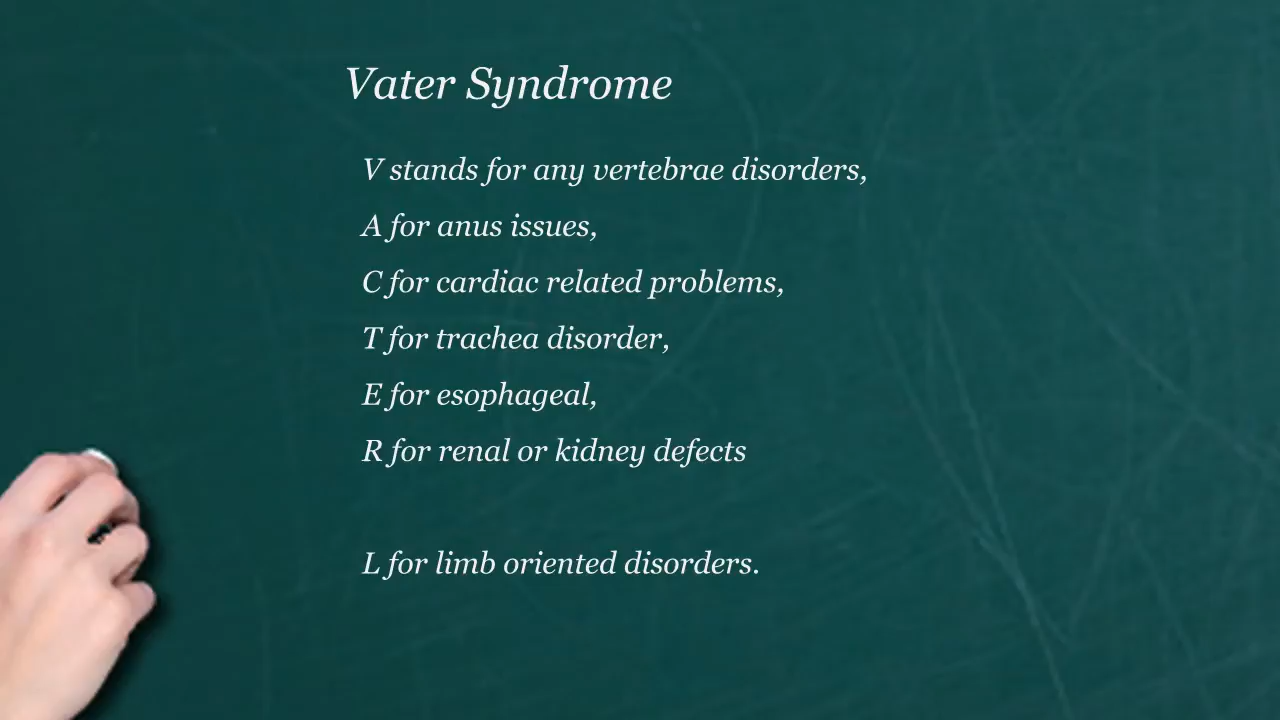 Vater Syndrome
V stands for any vertebrae disorders,
A for anus issues,
C for cardiac related problems,
T for trachea disorder,
E for esophageal,
R for renal or kidney defects
L for limb oriented disorders.